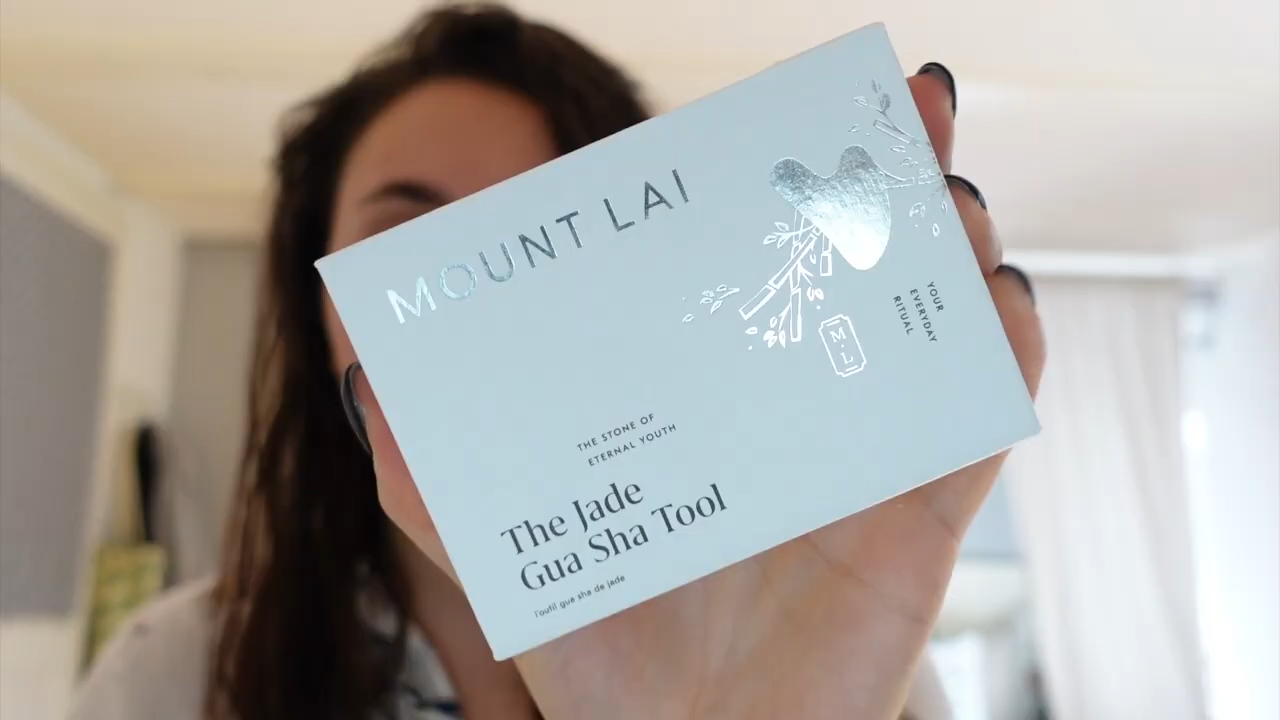 MOUNT LAI
M.L
YOUR
EVERYDAY
RITUAL
THE STONE OF
ETERNAL YOUTH
The Jade
Gua Sha Tool
l'outil gua sha de jade